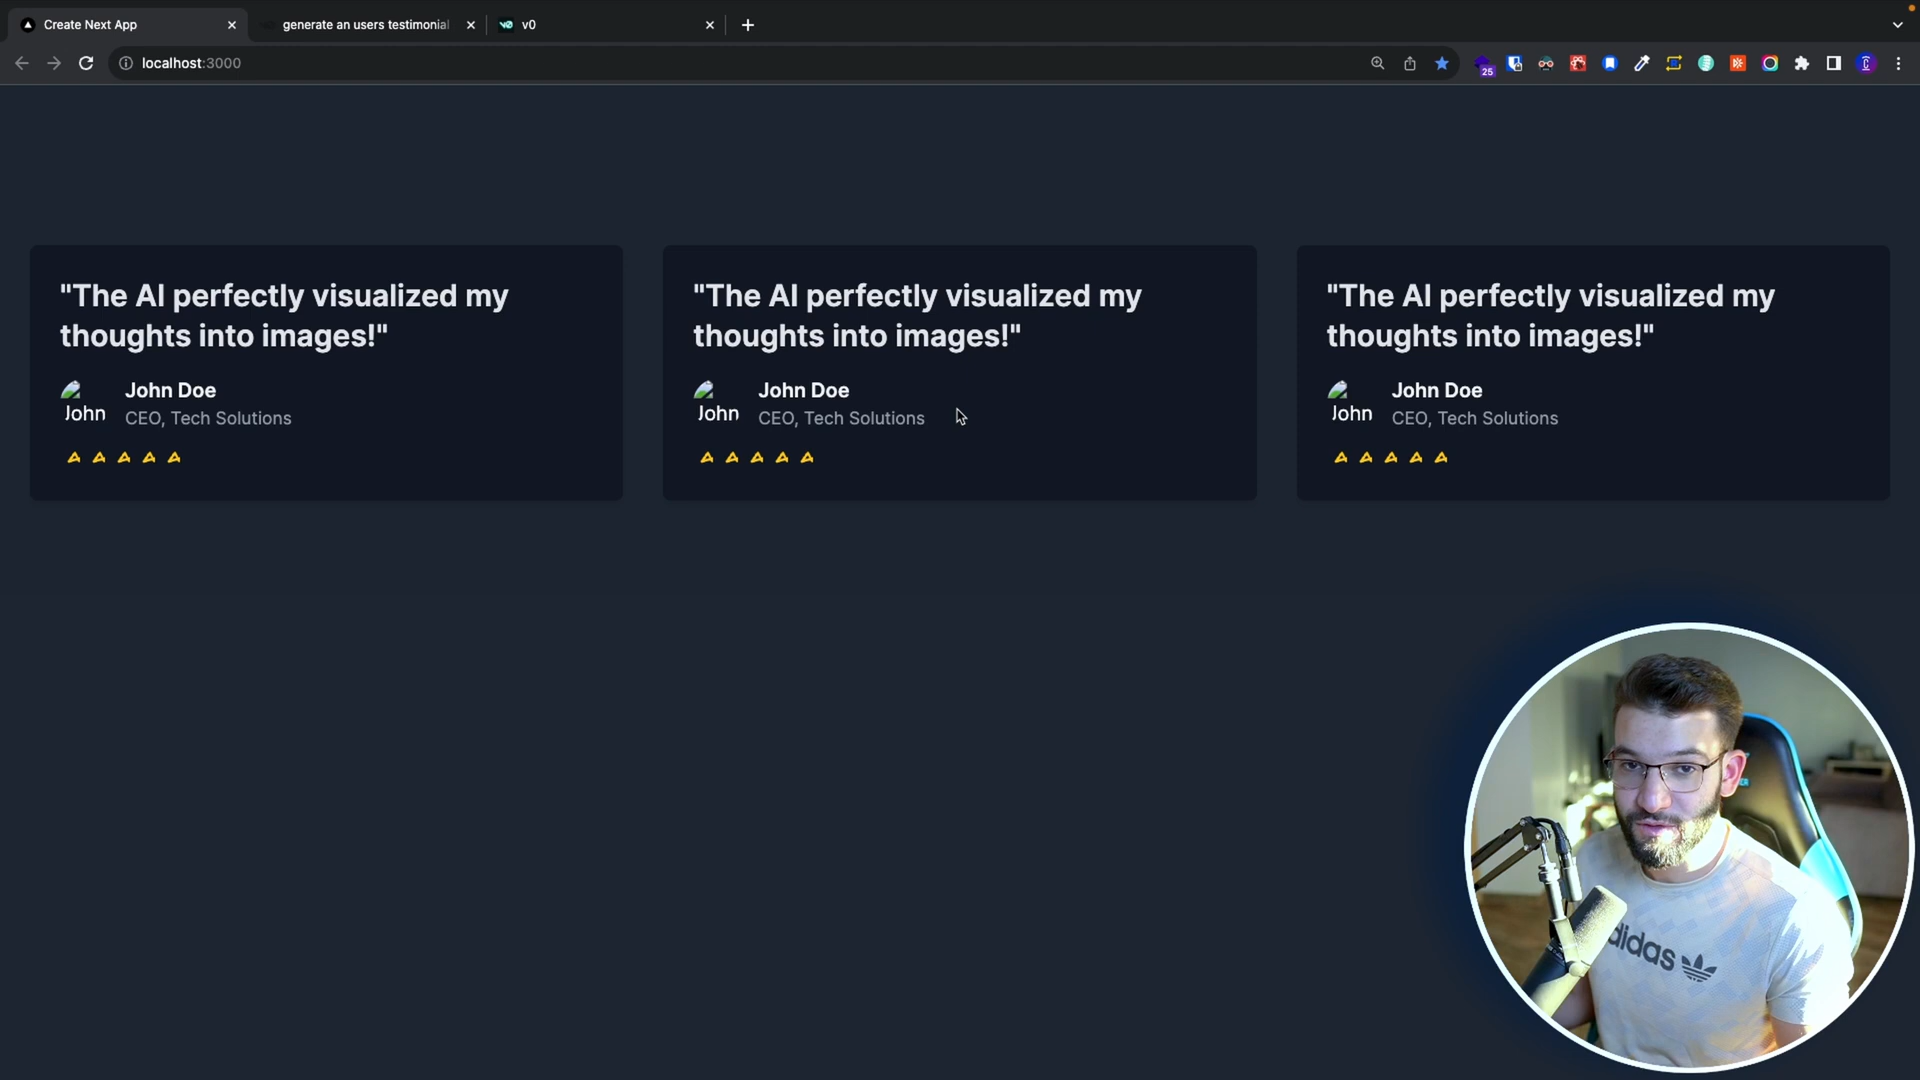 Create Next App
generate an users testimonial
v0
localhost:3000
25
"The AI perfectly visualized my
thoughts into images!"
John
John Doe
CEO, Tech Solutions
"The AI perfectly visualized my
thoughts into images!"
John
John Doe
CEO, Tech Solutions
"The AI perfectly visualized my
thoughts into images!"
John
John Doe
CEO, Tech Solutions
adidas